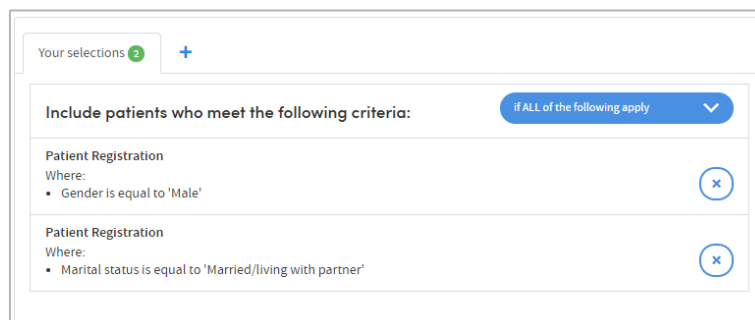 Your selections 2 +
Include patients who meet the following criteria:
if ALL of the following apply
Patient Registration
Where:
• Gender is equal to 'Male'
Patient Registration
Where:
• Marital status is equal to 'Married/living with partner'